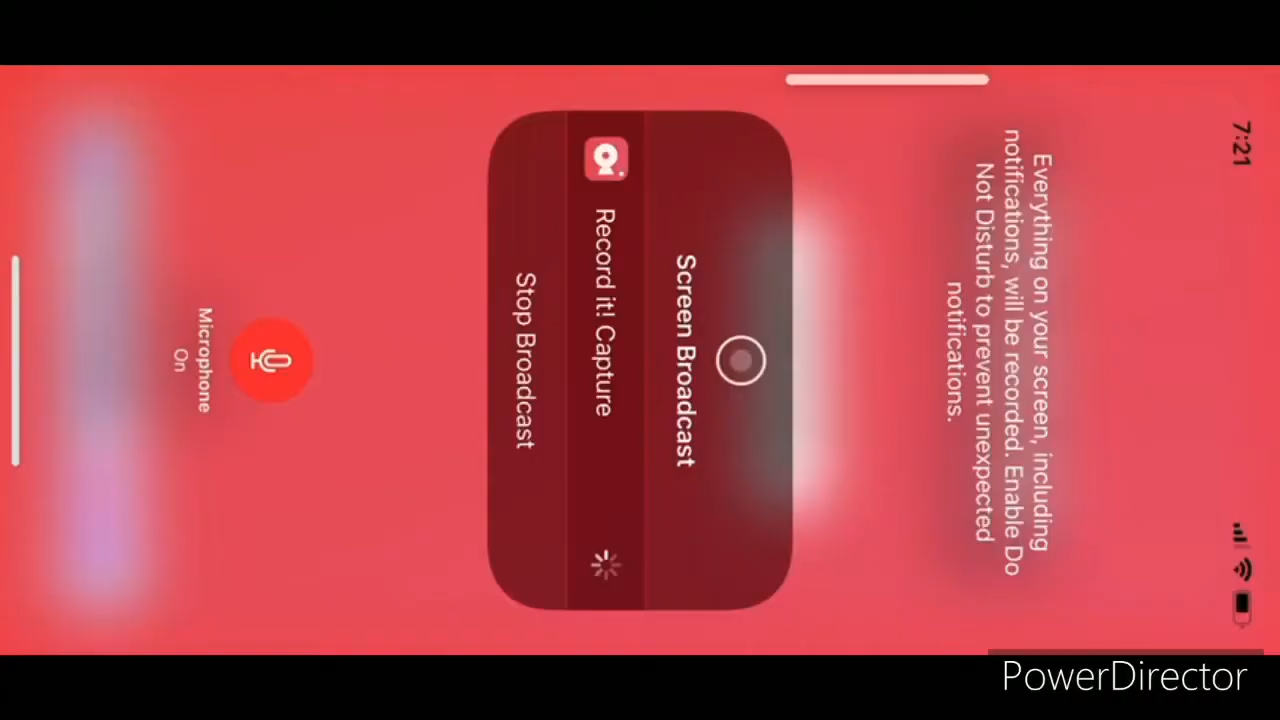 7:21
Everything on your screen, including
notifications, will be recorded. Enable Do
Not Disturb to prevent unexpected
notifications.
Screen Broadcast
Record it! Capture
Stop Broadcast
Microphone
On
PowerDirector